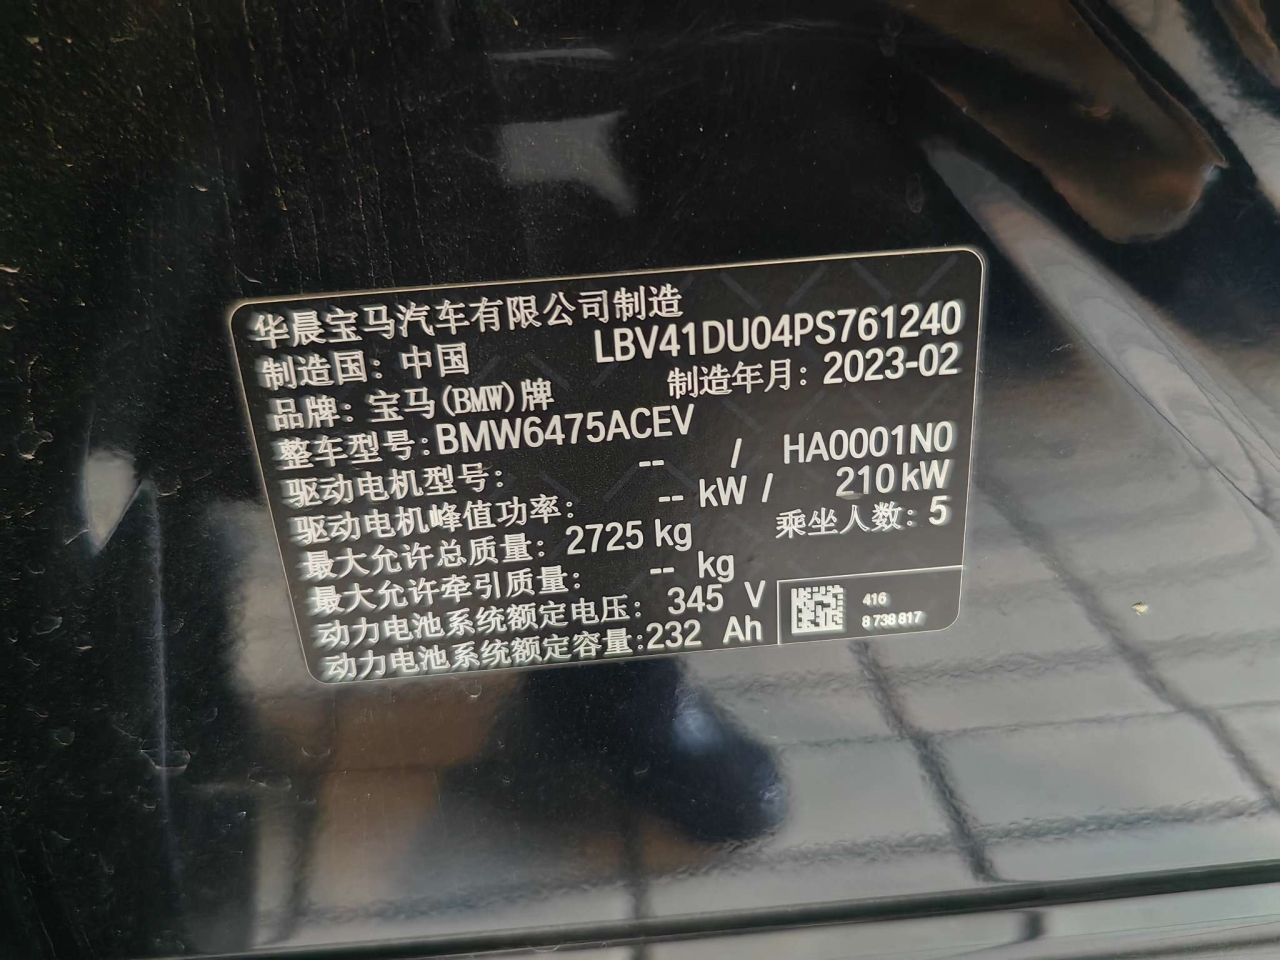 华晨宝马汽车有限公司制造
制造国：中国 LBV41DU04PS761240
品牌：宝马(BMW)牌 制造年月：2023-02
整车型号：BMW6475ACEV
驱动电机型号： -- / HA0001N0
驱动电机峰值功率： -- kW / 210kW
最大允许总质量：2725 kg 乘坐人数：5
最大允许牵引质量： -- kg
动力电池系统额定电压：345 V
动力电池系统额定容量:232 Ah
416
8 738 817